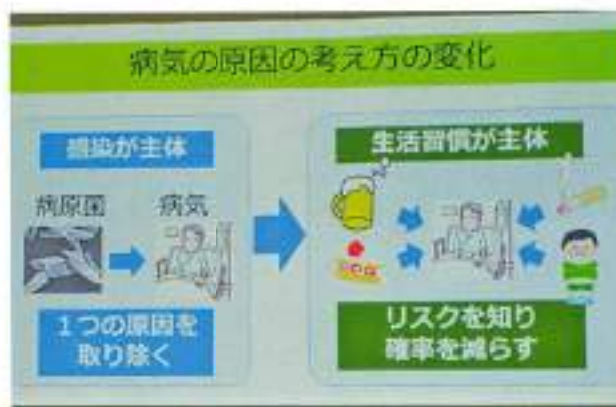 病気の原因の考え方の変化
感染が主体
病原菌
病気
1つの原因を
取り除く
生活習慣が主体
リスクを知り
確率を減らす